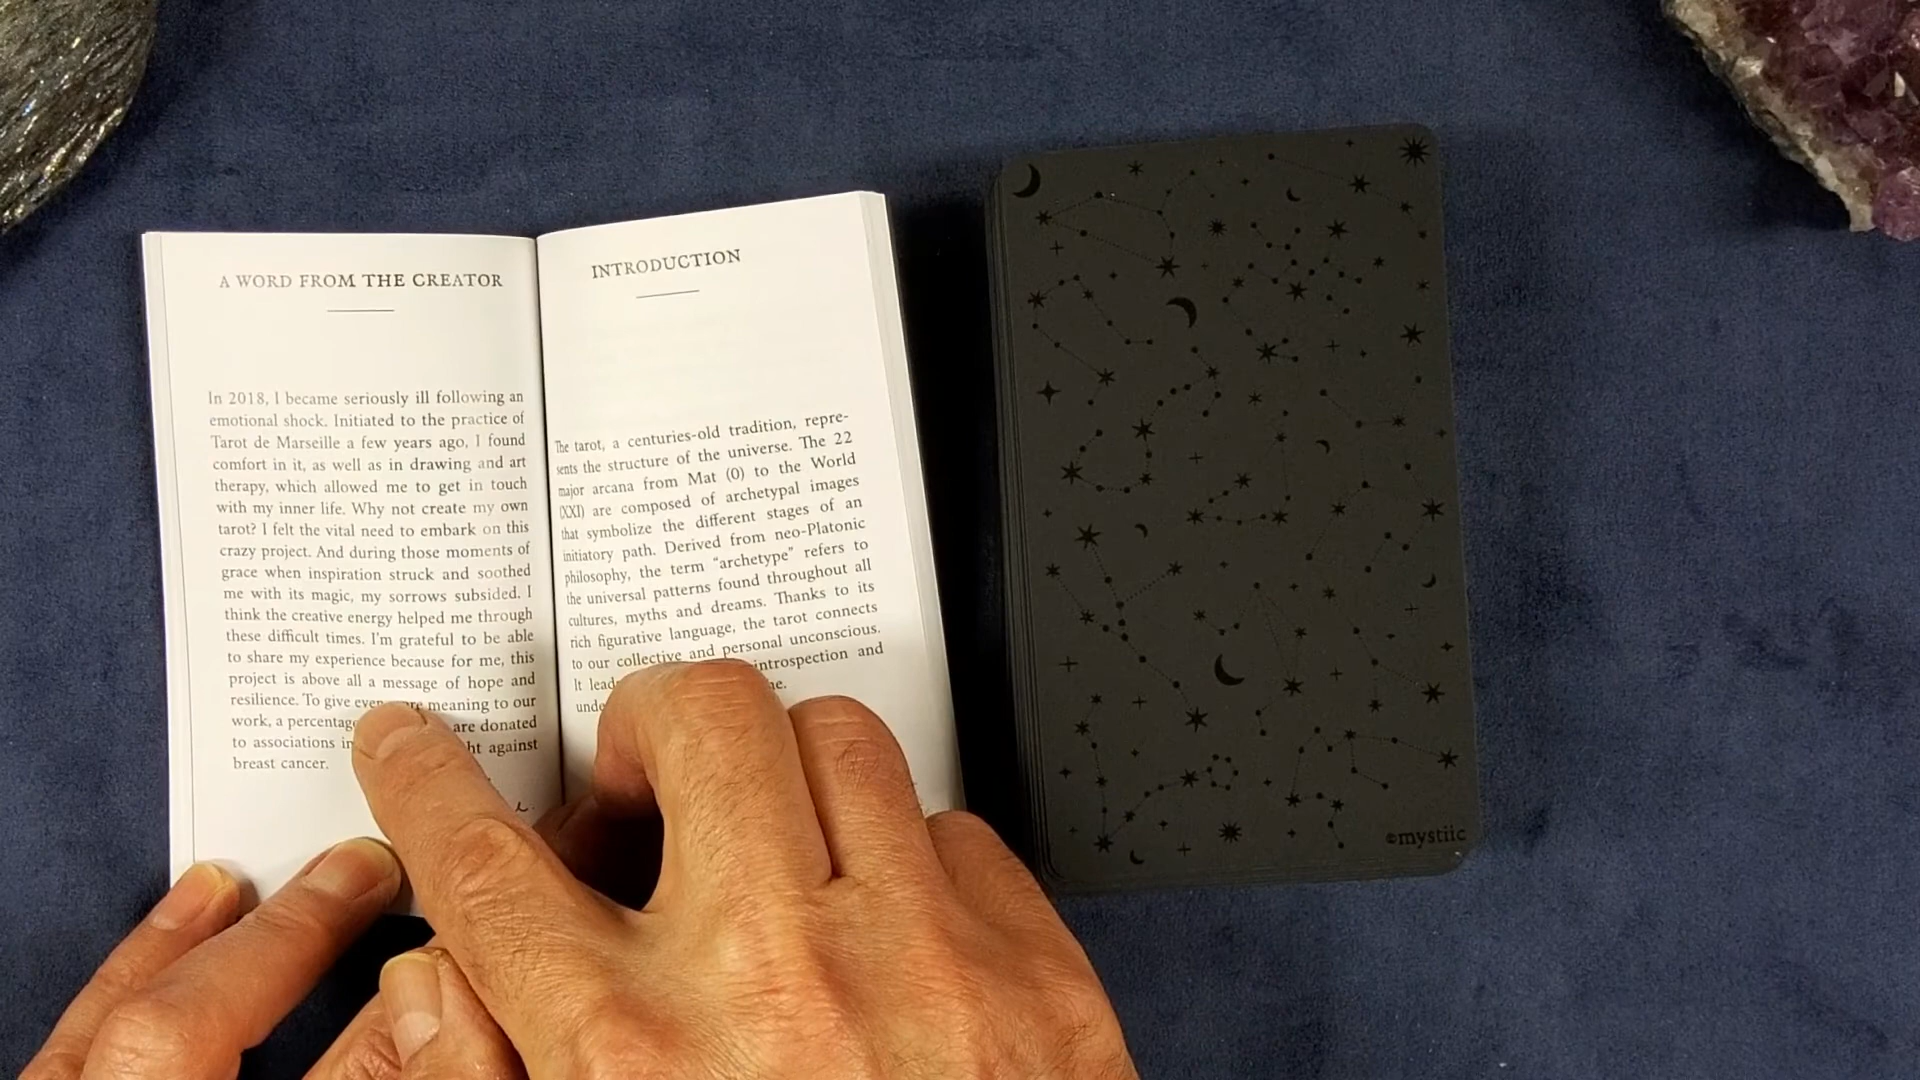 A WORD FROM THE CREATOR
In 2018, I became seriously ill following an
emotional shock. Initiated to the practice of
Tarot de Marseille a few years ago, I found
comfort in it, as well as in drawing and art
therapy, which allowed me to get in touch
with my inner life. Why not create my own
tarot? I felt the vital need to embark on this
crazy project. And during those moments of
grace when inspiration struck and soothed
me with its magic, my sorrows subsided. I
think the creative energy helped me through
these difficult times. I'm grateful to be able
to share my experience because for me, this
project is above all a message of hope and
resilience. To give even meaning to our
work, a percentage are donated
to associations against
breast cancer.
INTRODUCTION
The tarot, a centuries-old tradition, repre-
sents the structure of the universe. The 22
major arcana from Mat (0) to the World
(XXI) are composed of archetypal images
that symbolize the different stages of an
initiatory path. Derived from neo-Platonic
philosophy, the term "archetype" refers to
the universal patterns found throughout all
cultures, myths and dreams. Thanks to its
rich figurative language, the tarot connects
to our collective and personal unconscious.
It introspection and
©mystiic